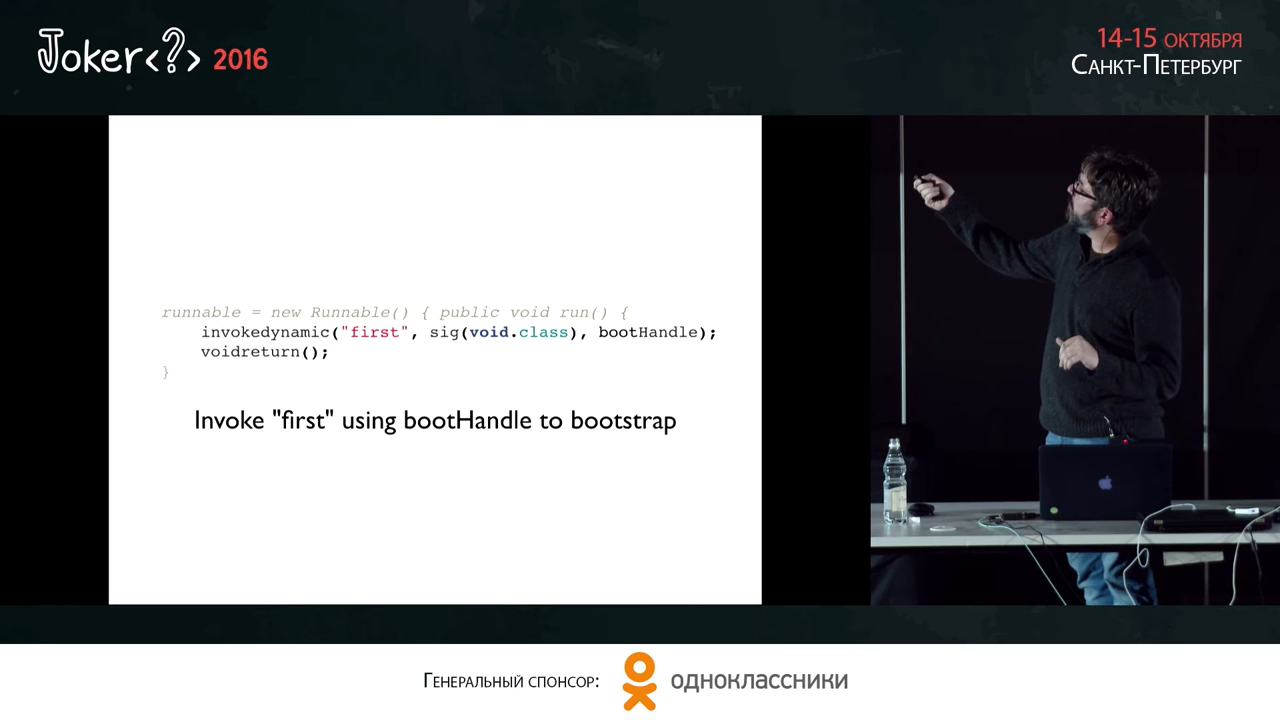 Joker<?> 2016
14-15 октября
Санкт-Петербург
runnable = new Runnable() { public void run() {
invokedynamic("first", sig(void.class), bootHandle);
voidreturn();
}
Invoke "first" using bootHandle to bootstrap
Генеральный спонсор:
одноклассники